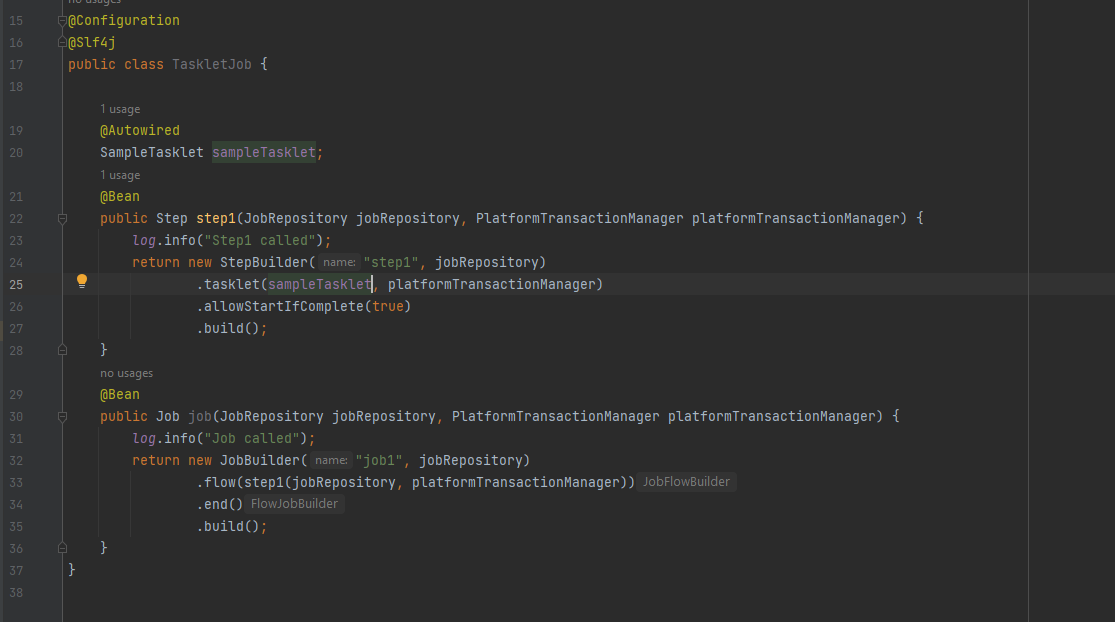 no usages
15 @Configuration
16 @Slf4j
17 public class TaskletJob {
18
1 usage
19 @Autowired
20 SampleTasklet sampleTasklet;
1 usage
21 @Bean
22 public Step step1(JobRepository jobRepository, PlatformTransactionManager platformTransactionManager) {
23 log.info("Step1 called");
24 return new StepBuilder( name: "step1", jobRepository)
25 .tasklet(sampleTasklet, platformTransactionManager)
26 .allowStartIfComplete(true)
27 .build();
28 }
no usages
29 @Bean
30 public Job job(JobRepository jobRepository, PlatformTransactionManager platformTransactionManager) {
31 log.info("Job called");
32 return new JobBuilder( name: "job1", jobRepository)
33 .flow(step1(jobRepository, platformTransactionManager)) JobFlowBuilder
34 .end() FlowJobBuilder
35 .build();
36 }
37 }
38